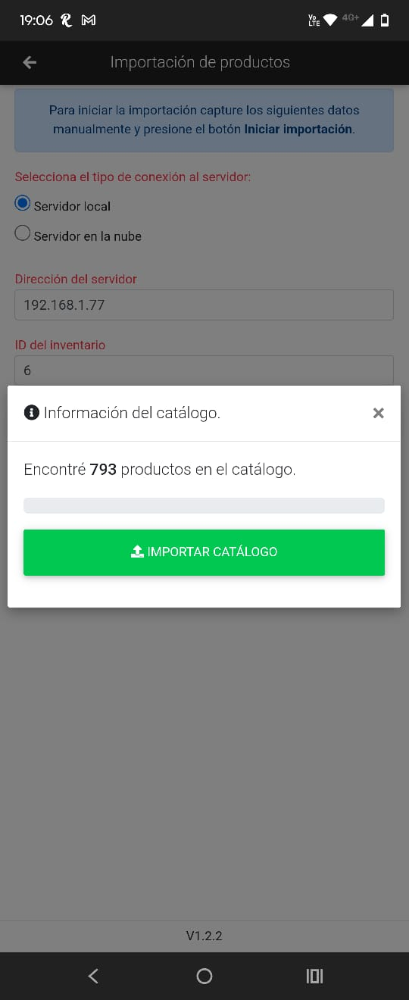 19:06
Vo LTE 4G+
Importación de productos
Para iniciar la importación capture los siguientes datos
manualmente y presione el botón Iniciar importación.
Selecciona el tipo de conexión al servidor:
Servidor local
Servidor en la nube
Dirección del servidor
192.168.1.77
ID del inventario
6
Información del catálogo.
×
Encontré 793 productos en el catálogo.
IMPORTAR CATÁLOGO
V1.2.2